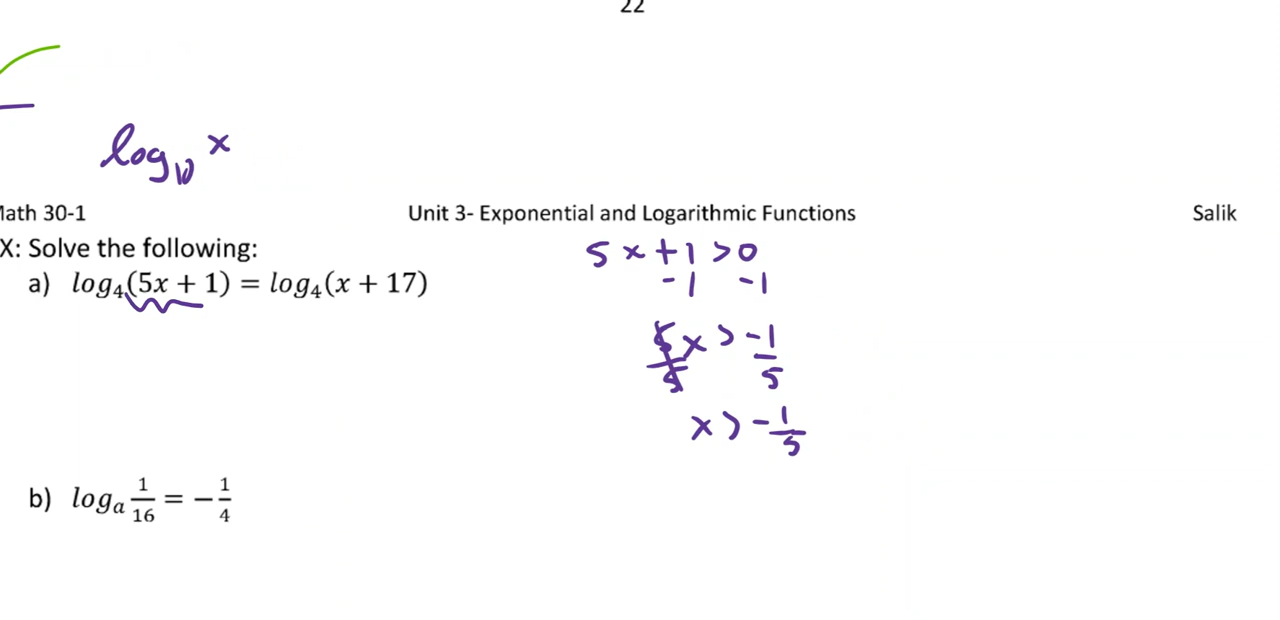 22
log₁₀ x
Math 30-1 Unit 3- Exponential and Logarithmic Functions Salik
X: Solve the following:
5x+1>0
-1 -1
a) log₄(5x + 1) = log₄(x + 17)
5x/5 > -1/5
x > -1/5
b) logₐ 1/16 = − 1/4